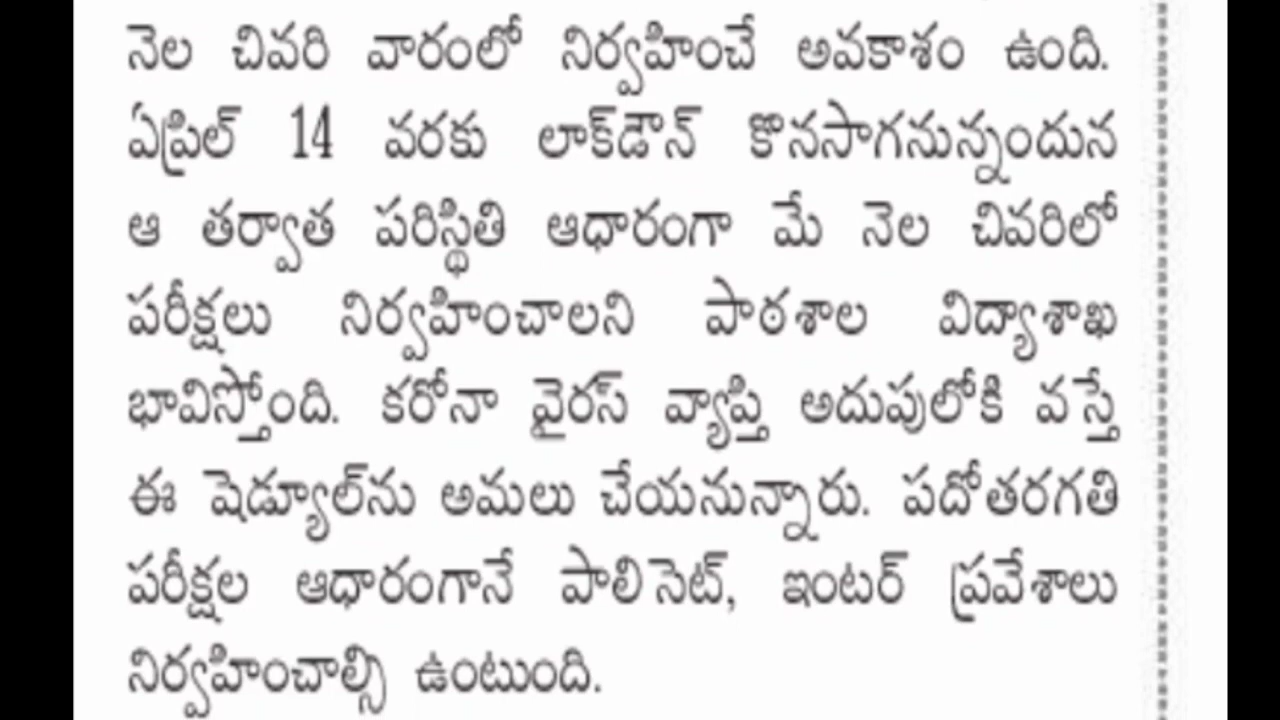 నెల చివరి వారంలో నిర్వహించే అవకాశం ఉంది.
ఏప్రిల్ 14 వరకు లాక్‌డౌన్ కొనసాగనున్నందున
ఆ తర్వాత పరిస్థితి ఆధారంగా మే నెల చివరిలో
పరీక్షలు నిర్వహించాలని పాఠశాల విద్యాశాఖ
భావిస్తోంది. కరోనా వైరస్ వ్యాప్తి అదుపులోకి వస్తే
ఈ షెడ్యూల్‌ను అమలు చేయనున్నారు. పదోతరగతి
పరీక్షల ఆధారంగానే పాలిసెట్, ఇంటర్ ప్రవేశాలు
నిర్వహించాల్సి ఉంటుంది.